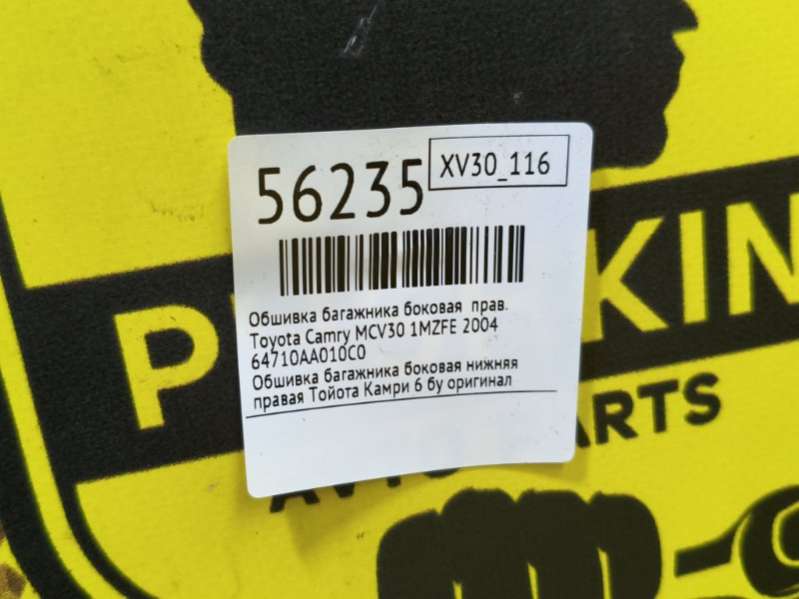 56235
XV30_116
Обшивка багажника боковая прав.
Toyota Camry MCV30 1MZFE 2004
64710AA010C0
Обшивка багажника боковая нижняя
правая Тойота Камри 6 бу оригинал